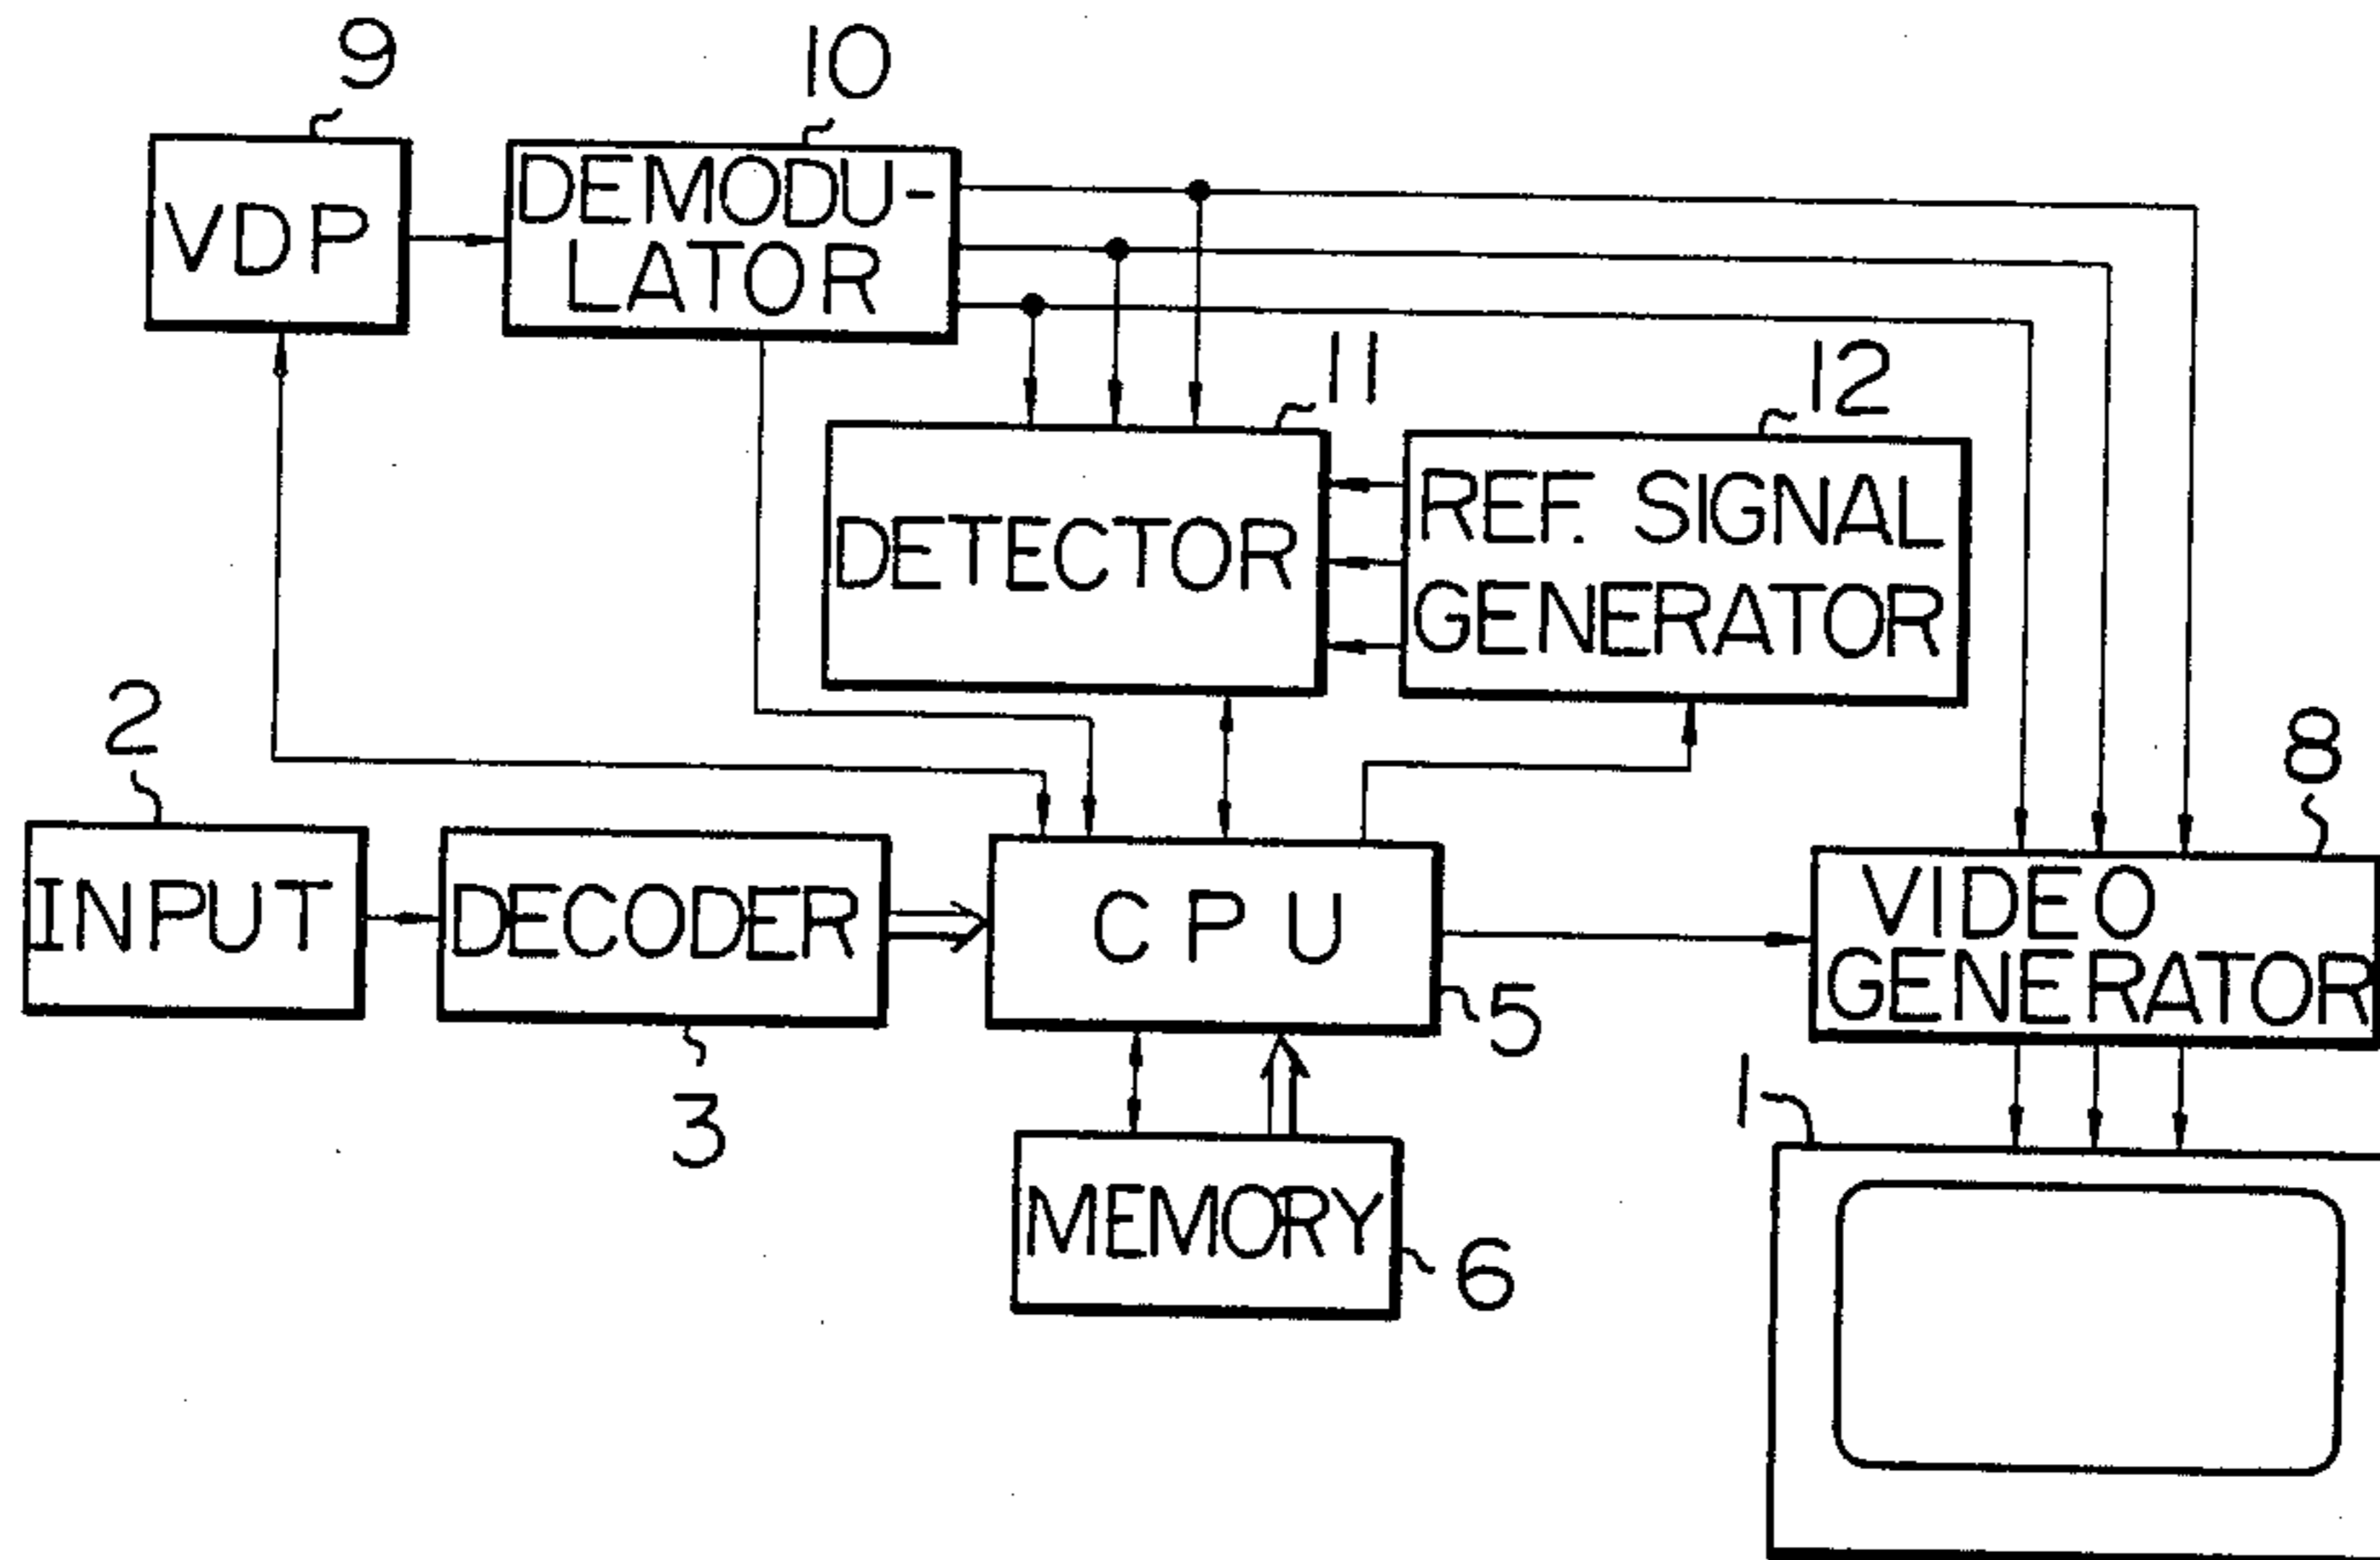 9
10
VDP
DEMODU-
LATOR
11
12
DETECTOR
REF. SIGNAL
GENERATOR
2
8
INPUT
DECODER
CPU
VIDEO
GENERATOR
5
3
1
MEMORY
6